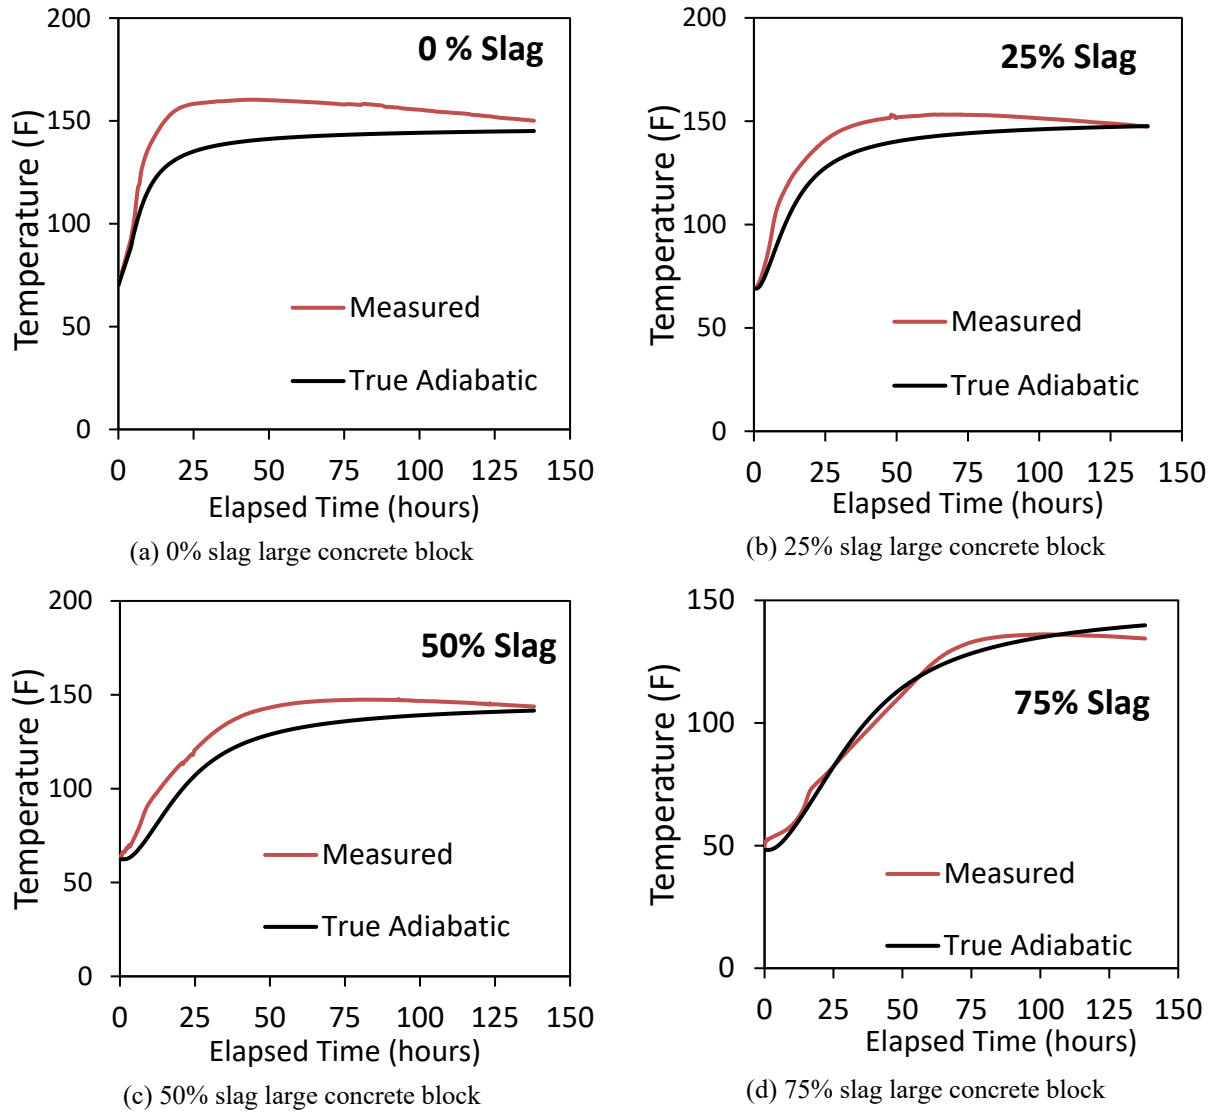 200
150
100
50
0
Temperature (F)
0 % Slag
Measured
True Adiabatic
0 25 50 75 100 125 150
Elapsed Time (hours)
(a) 0% slag large concrete block
200
150
100
50
0
Temperature (F)
25% Slag
Measured
True Adiabatic
0 25 50 75 100 125 150
Elapsed Time (hours)
(b) 25% slag large concrete block
200
150
100
50
0
Temperature (F)
50% Slag
Measured
True Adiabatic
0 25 50 75 100 125 150
Elapsed Time (hours)
(c) 50% slag large concrete block
150
100
50
0
Temperature (F)
75% Slag
Measured
True Adiabatic
0 25 50 75 100 125 150
Elapsed Time (hours)
(d) 75% slag large concrete block